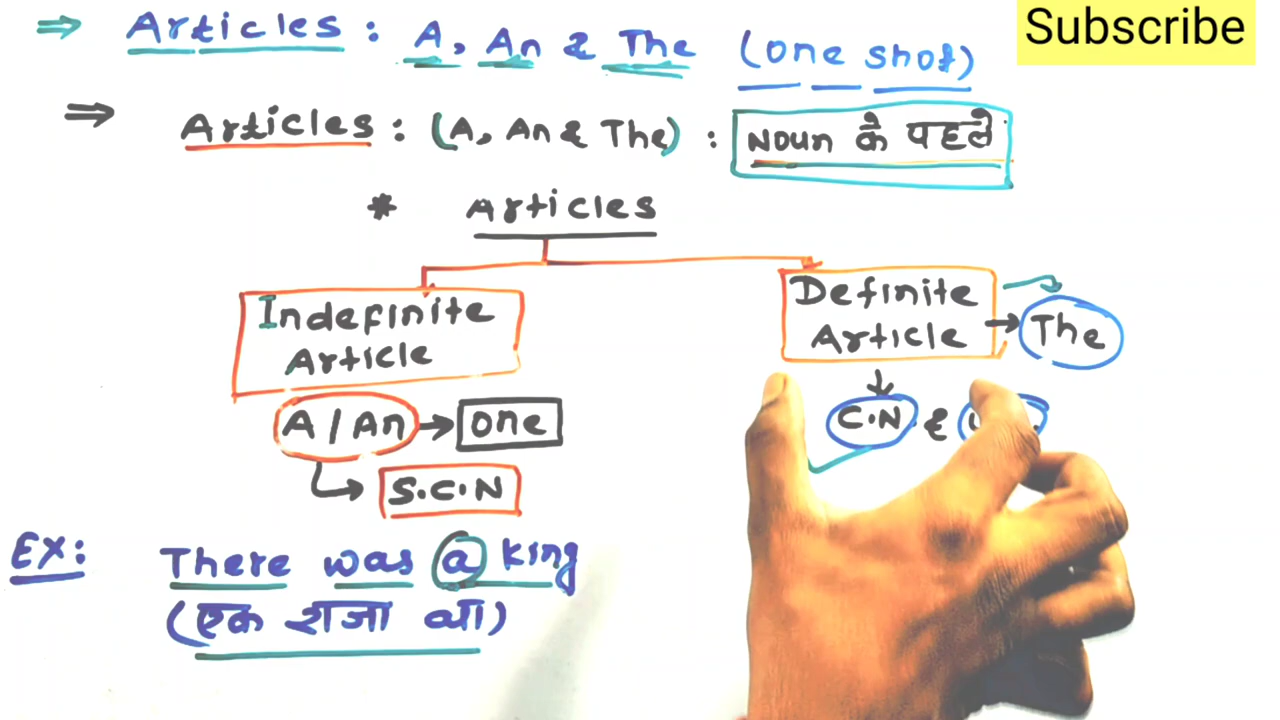 ⇒ Articles : A, An & The (one shot)
Subscribe
⇒ Articles : (A, An & The) : Noun के पहले
* Articles
Indefinite Article
Definite Article → The
A / An → one
C.N &
S.C.N
EX: There was a king
(एक राजा था)